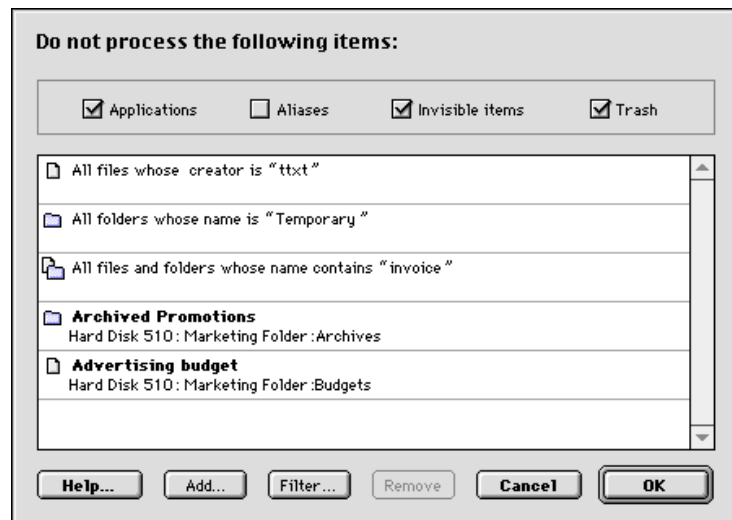 Do not process the following items:
Applications Aliases Invisible items Trash
All files whose creator is "ttxt"
All folders whose name is "Temporary"
All files and folders whose name contains "invoice"
Archived Promotions
Hard Disk 510: Marketing Folder:Archives
Advertising budget
Hard Disk 510: Marketing Folder:Budgets
Help... Add... Filter... Remove Cancel OK